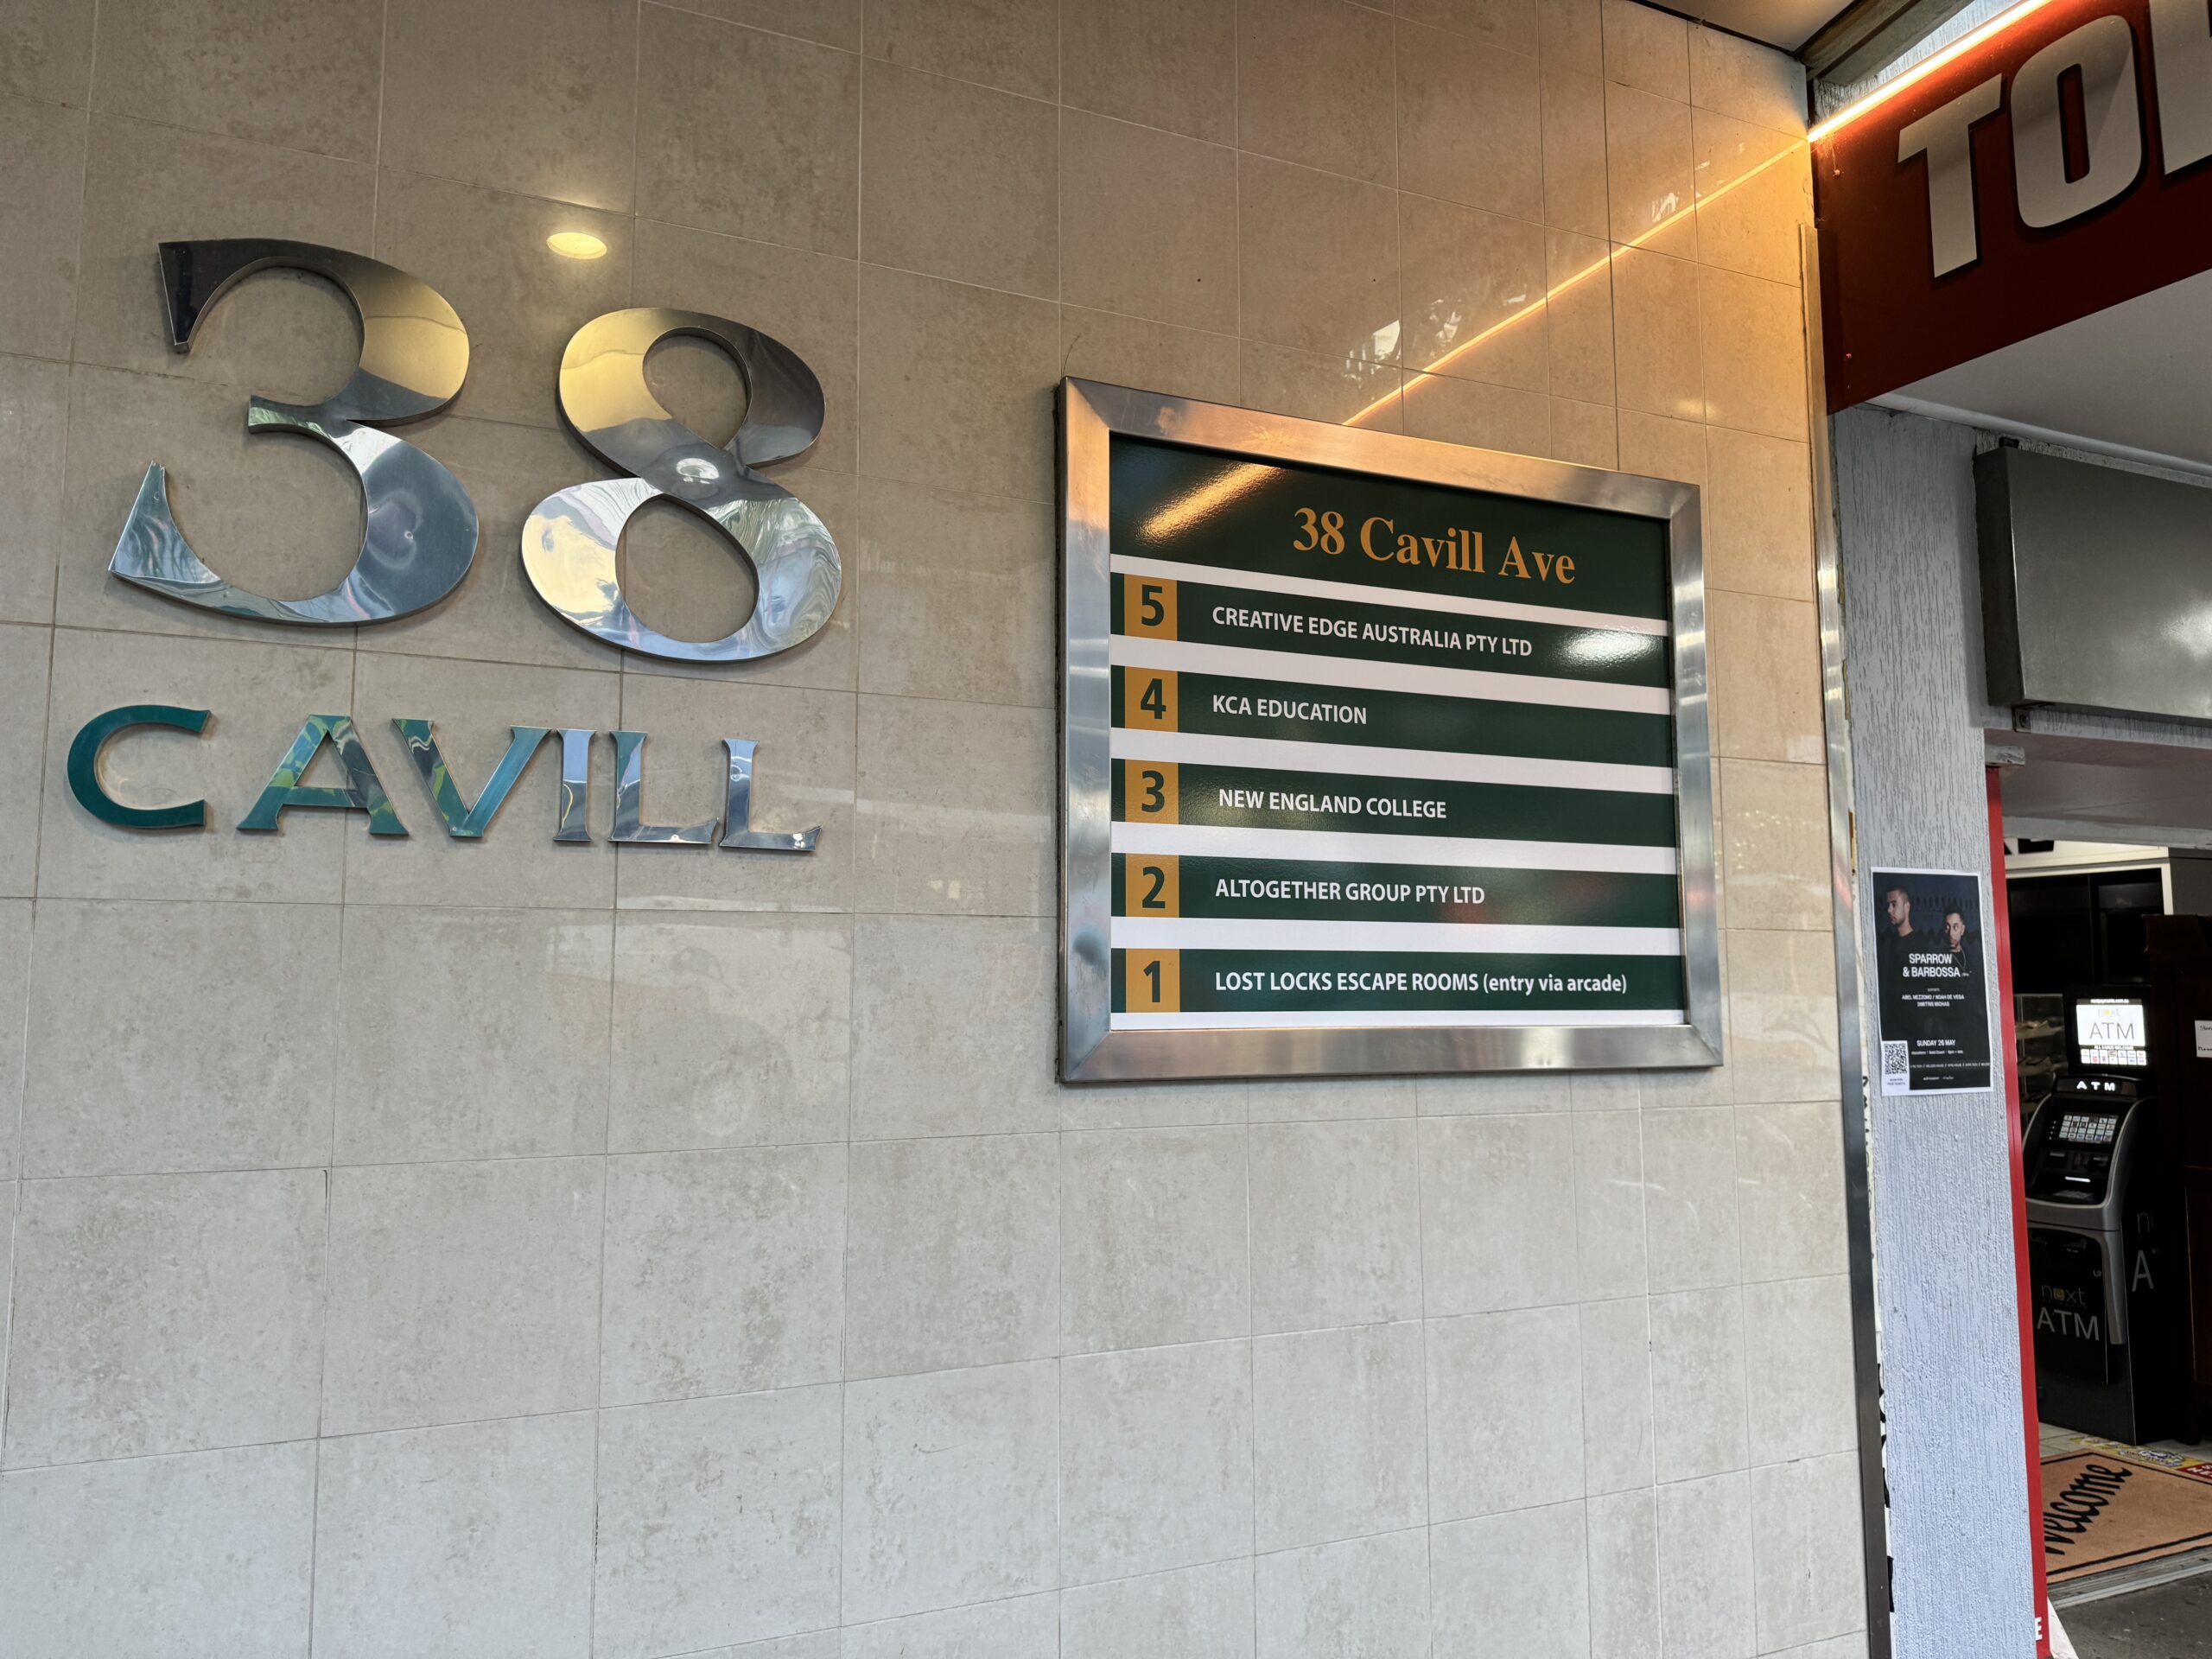 38
CAVILL
38 Cavill Ave
5 CREATIVE EDGE AUSTRALIA PTY LTD
4 KCA EDUCATION
3 NEW ENGLAND COLLEGE
2 ALTOGETHER GROUP PTY LTD
1 LOST LOCKS ESCAPE ROOMS (entry via arcade)
SPARROW
& BARBOSSA
SUNDAY 26 MAY
next
ATM
ATM
next
ATM
welcome